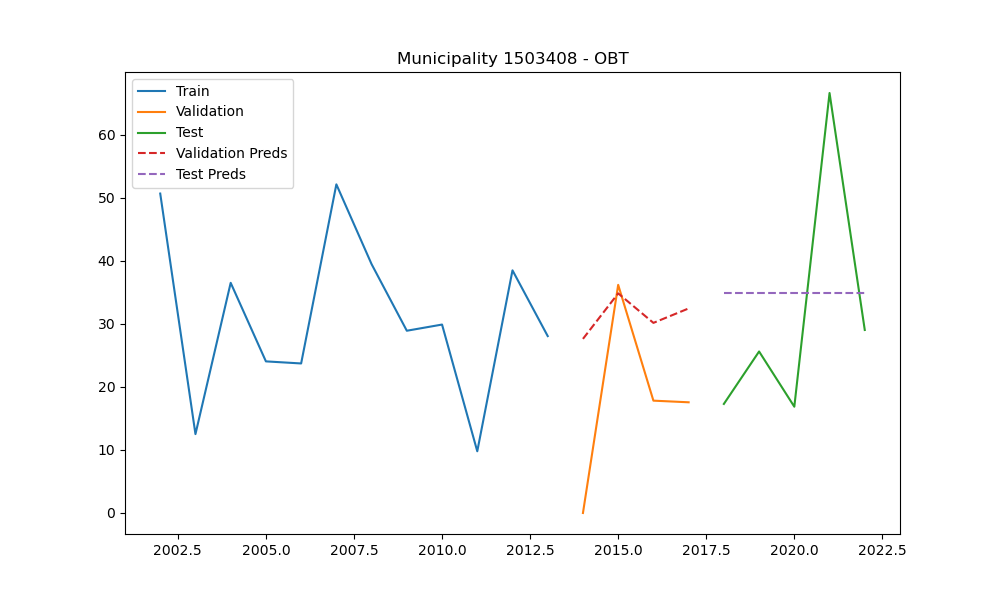 Municipality 1503408 - OBT
Train
Validation
Test
Validation Preds
Test Preds
60
50
40
30
20
10
0
2002.5 2005.0 2007.5 2010.0 2012.5 2015.0 2017.5 2020.0 2022.5